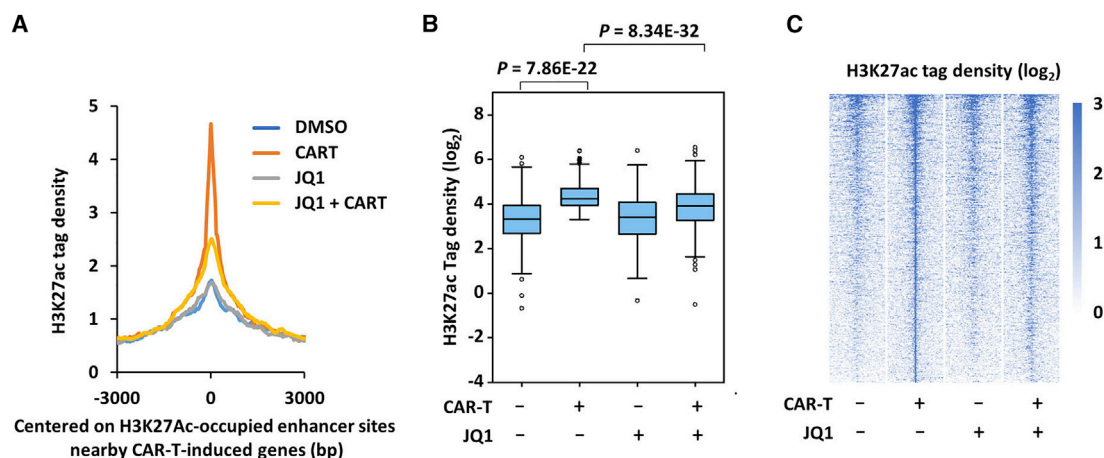 A
5
4
3
2
1
0
H3K27ac tag density
DMSO
CART
JQ1
JQ1 + CART
-3000
0
3000
Centered on H3K27Ac-occupied enhancer sites
nearby CAR-T-induced genes (bp)
B
P = 8.34E-32
P = 7.86E-22
8
6
4
2
0
-2
-4
H3K27ac Tag density (log2)
CAR-T − + − +
JQ1 − − + +
C
H3K27ac tag density (log2)
3
2
1
0
CAR-T − + − +
JQ1 − − + +